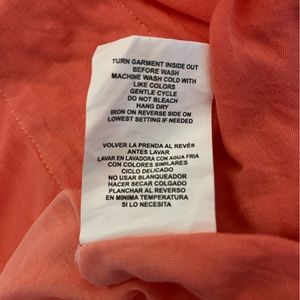 TURN GARMENT INSIDE OUT
BEFORE WASH
MACHINE WASH COLD WITH
LIKE COLORS
GENTLE CYCLE
DO NOT BLEACH
HANG DRY
IRON ON REVERSE SIDE ON
LOWEST SETTING IF NEEDED
VOLVER LA PRENDA AL REVÉS
ANTES LAVAR
LAVAR EN LAVADORA CON AGUA FRIA
CON COLORES SIMILARES
CICLO DELICADO
NO USAR BLANQUEADOR
HACER SECAR COLGADO
PLANCHAR AL REVERSO
EN MINIMA TEMPERATURA
SI LO NECESITA